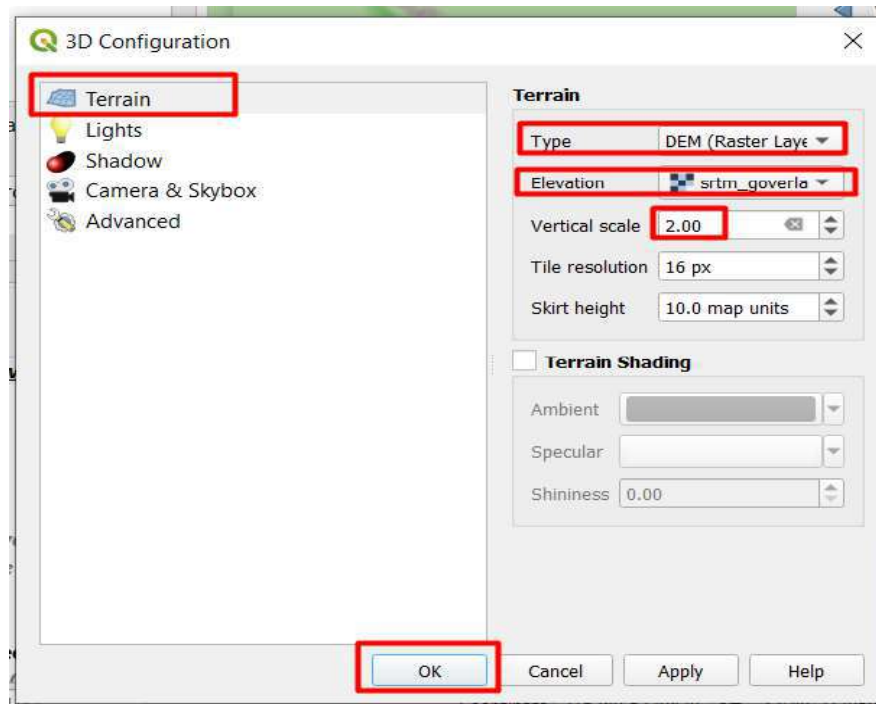 3D Configuration
Terrain
Lights
Shadow
Camera & Skybox
Advanced
Terrain
Type DEM (Raster Laye
Elevation srtm_goverla
Vertical scale 2.00
Tile resolution 16 px
Skirt height 10.0 map units
Terrain Shading
Ambient
Specular
Shininess 0.00
OK Cancel Apply Help